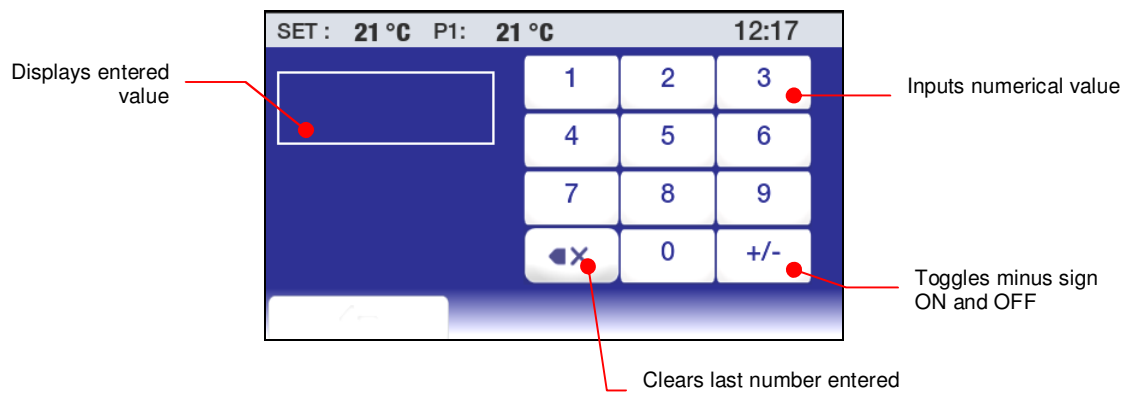 SET : 21 °C P1: 21 °C 12:17
Displays entered
value
1 2 3
Inputs numerical value
4 5 6
7 8 9
0 +/-
Toggles minus sign
ON and OFF
Clears last number entered